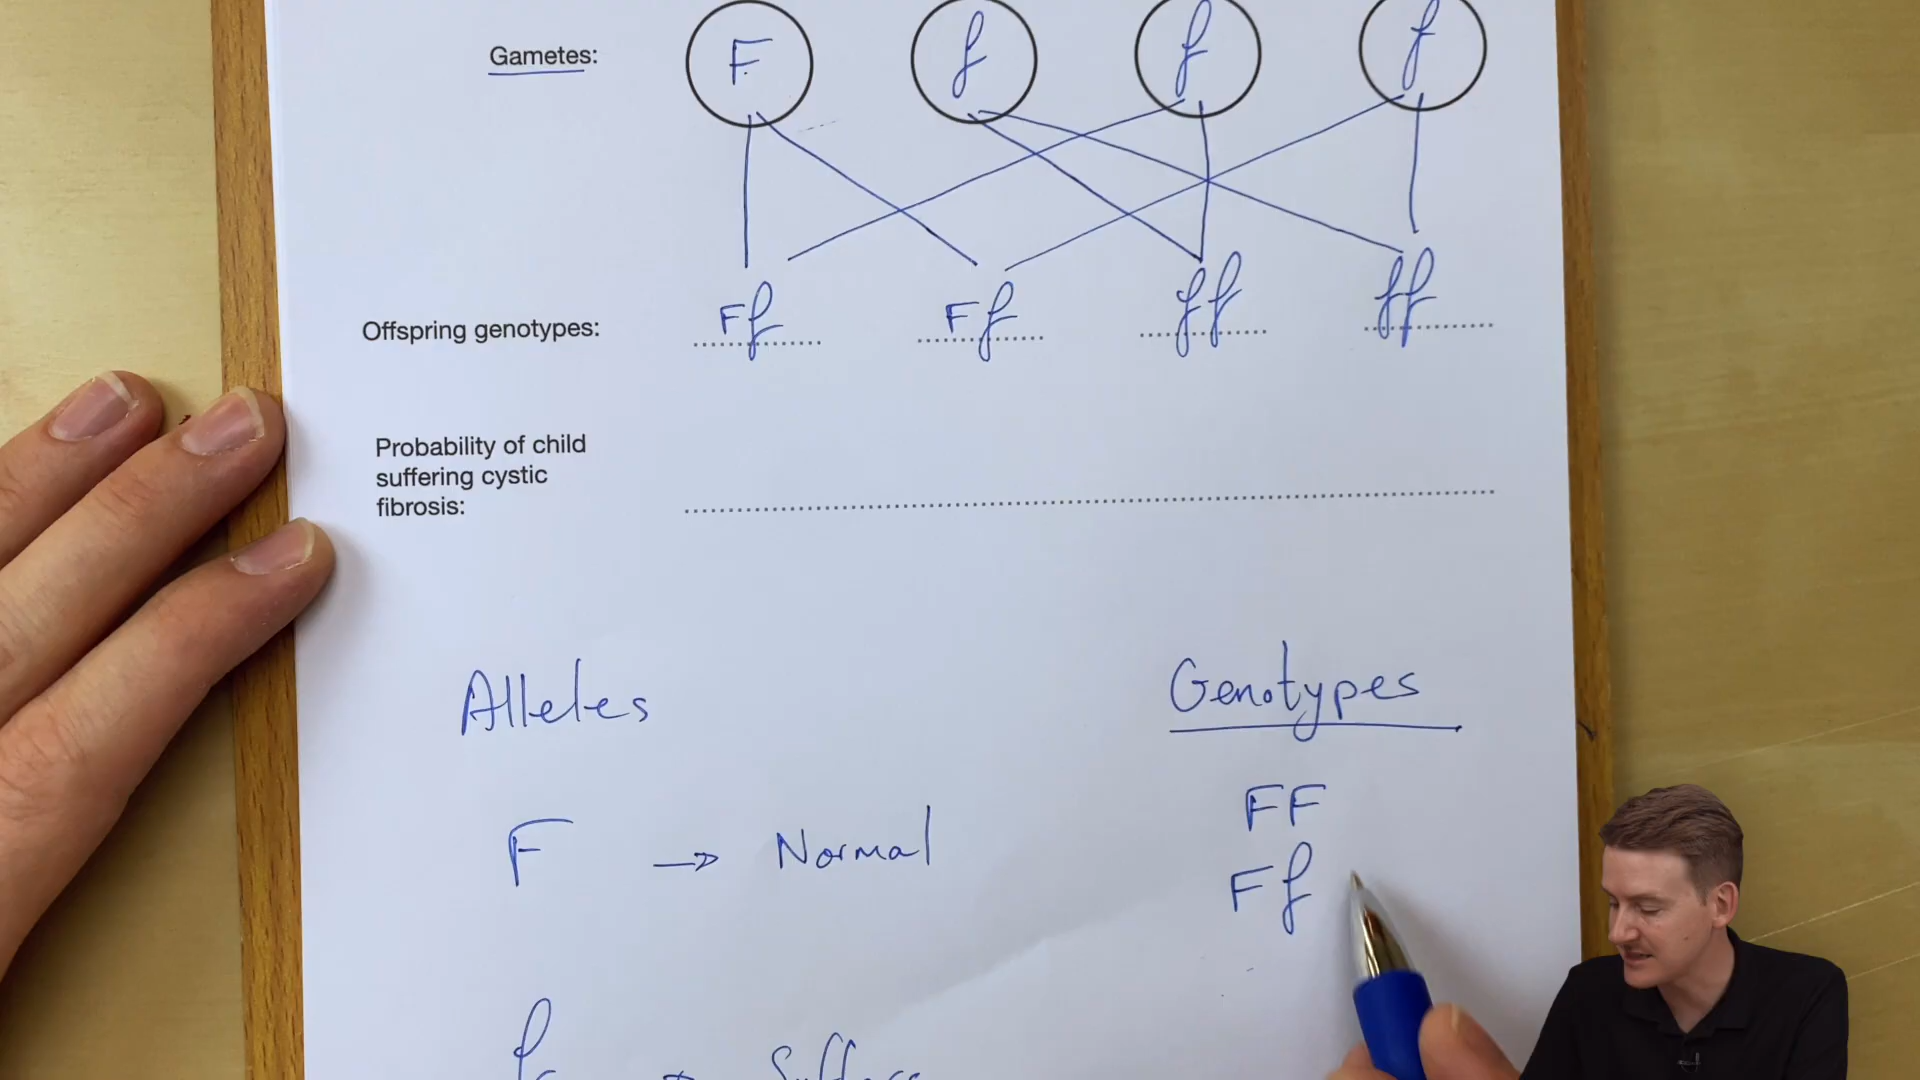 Gametes: F f f f
Offspring genotypes: Ff Ff ff ff
Probability of child
suffering cystic
fibrosis:
Alleles
F → Normal
f →
Genotypes
FF
Ff